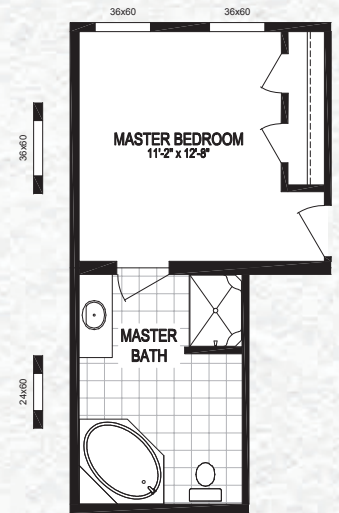 36x60
36x60
36x60
MASTER BEDROOM
11'-2" x 12'-8"
MASTER
BATH
24x60